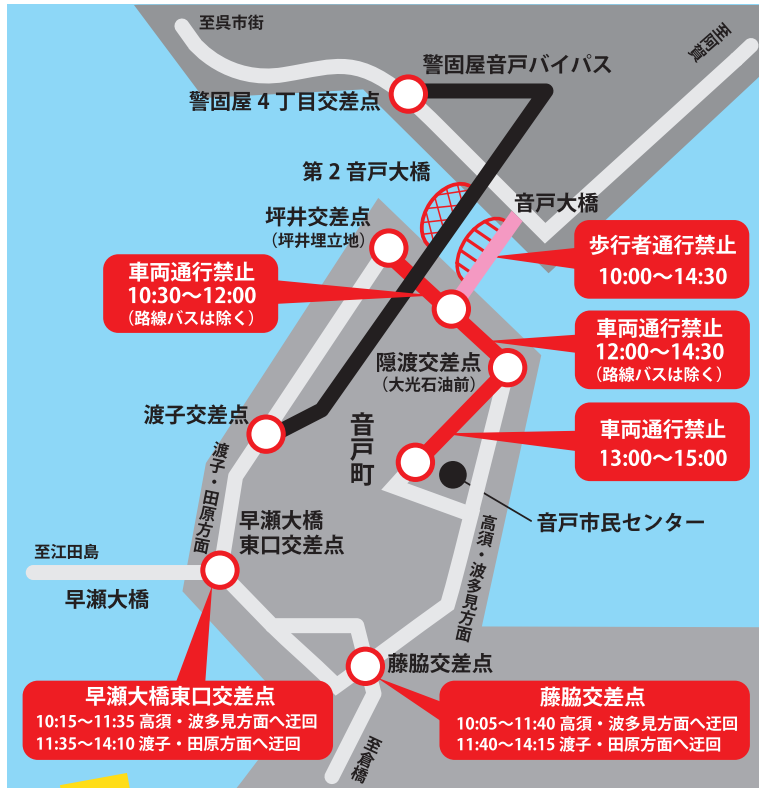 至呉市街
至阿賀
警固屋音戸バイパス
警固屋4丁目交差点
第2音戸大橋
音戸大橋
坪井交差点
（坪井埋立地）
歩行者通行禁止
10:00〜14:30
車両通行禁止
10:30〜12:00
（路線バスは除く）
車両通行禁止
12:00〜14:30
（路線バスは除く）
隠渡交差点
（大光石油前）
渡子交差点
音戸町
車両通行禁止
13:00〜15:00
渡子・田原方面
早瀬大橋
東口交差点
音戸市民センター
高須・波多見方面
至江田島
早瀬大橋
藤脇交差点
早瀬大橋東口交差点
10:15〜11:35 高須・波多見方面へ迂回
11:35〜14:10 渡子・田原方面へ迂回
藤脇交差点
10:05〜11:40 高須・波多見方面へ迂回
11:40〜14:15 渡子・田原方面へ迂回
至倉橋